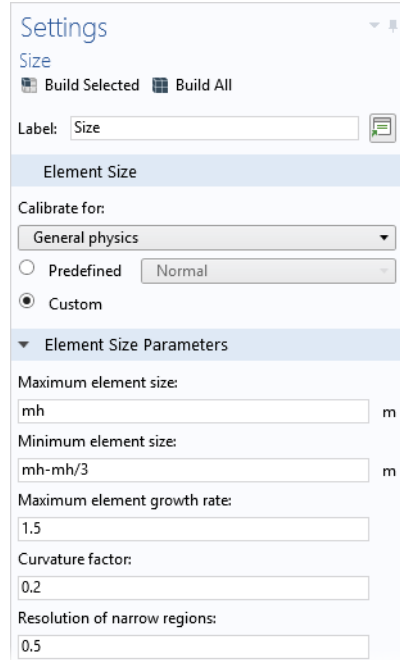 Settings
Size
Build Selected Build All
Label: Size
Element Size
Calibrate for:
General physics
Predefined Normal
Custom
Element Size Parameters
Maximum element size:
mh m
Minimum element size:
mh-mh/3 m
Maximum element growth rate:
1.5
Curvature factor:
0.2
Resolution of narrow regions:
0.5